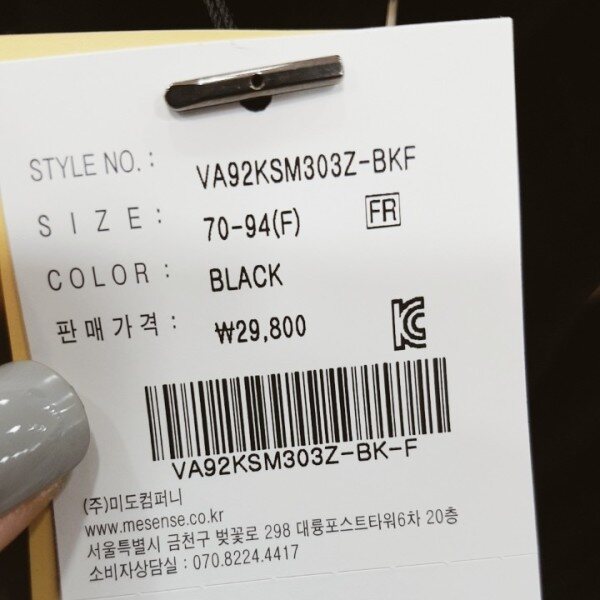 STYLE NO. : VA92KSM303Z-BKF
SIZE : 70-94(F) FR
COLOR : BLACK
판매가격 : ₩29,800
KC
VA92KSM303Z-BK-F
(주)미도컴퍼니
www.mesense.co.kr
서울특별시 금천구 벚꽃로 298 대륭포스트타워6차 20층
소비자상담실 : 070.8224.4417